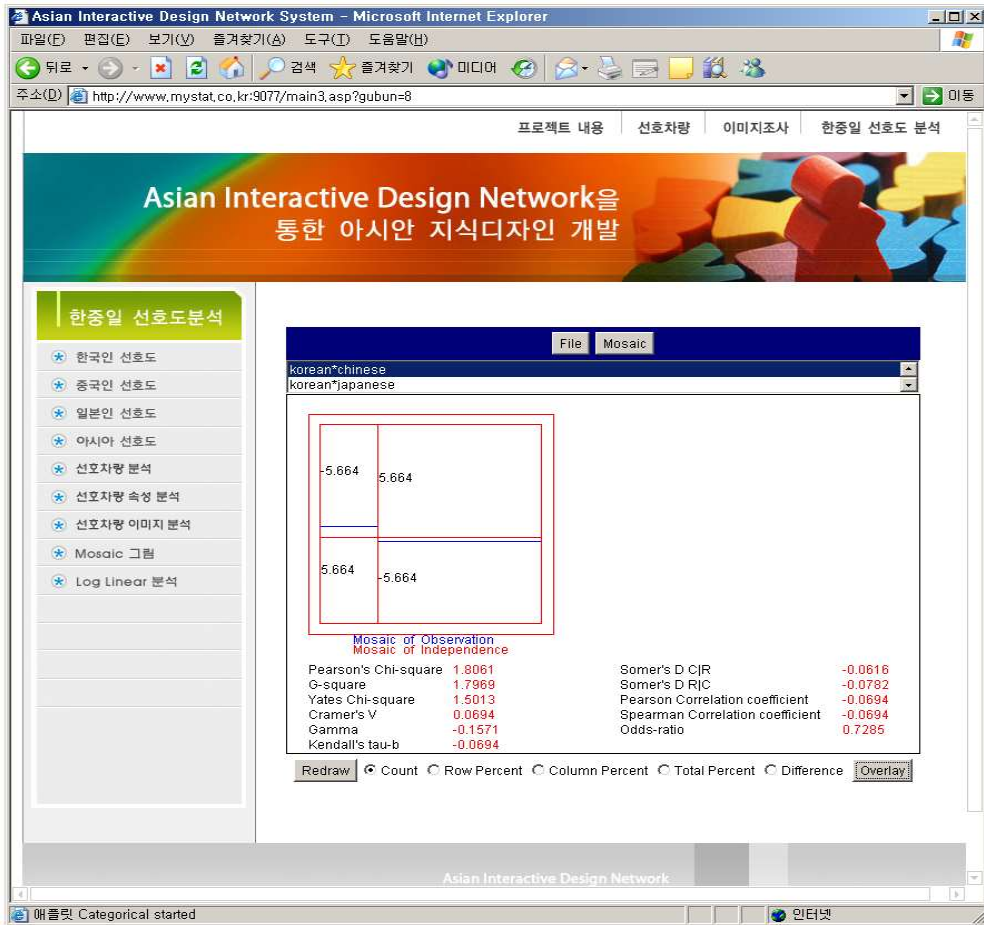 Asian Interactive Design Network System - Microsoft Internet Explorer
파일(F) 편집(E) 보기(V) 즐겨찾기(A) 도구(T) 도움말(H)
뒤로 검색 즐겨찾기 미디어
주소(D) http://www.mystat.co.kr:9077/main3.asp?gubun=8 이동
프로젝트 내용 선호차량 이미지조사 한중일 선호도 분석
Asian Interactive Design Network을
통한 아시안 지식디자인 개발
한중일 선호도분석
한국인 선호도
중국인 선호도
일본인 선호도
아시아 선호도
선호차량 분석
선호차량 속성 분석
선호차량 이미지 분석
Mosaic 그림
Log Linear 분석
File Mosaic
korean*chinese
korean*japanese
-5.664 5.664
5.664 -5.664
Mosaic of Observation
Mosaic of Independence
Pearson's Chi-square 1.8061 Somer's D C|R -0.0616
G-square 1.7969 Somer's D R|C -0.0782
Yates Chi-square 1.5013 Pearson Correlation coefficient -0.0694
Cramer's V 0.0694 Spearman Correlation coefficient -0.0694
Gamma -0.1571 Odds-ratio 0.7285
Kendall's tau-b -0.0694
Redraw Count Row Percent Column Percent Total Percent Difference Overlay
Asian Interactive Design Network
애플릿 Categorical started 인터넷